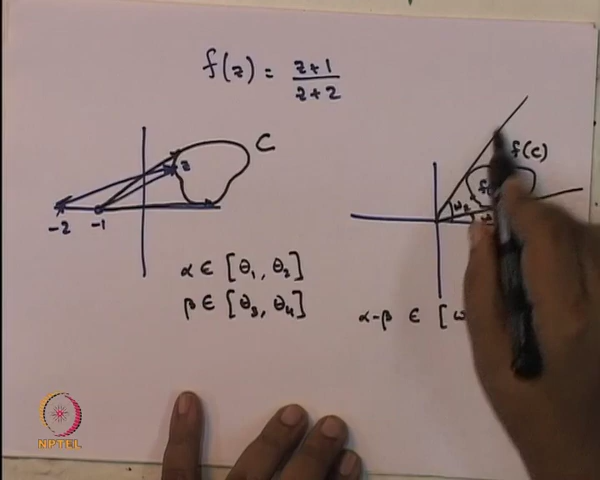 f(z) = z+1 / z+2
C
z
-2 -1
α ∈ [θ₁, θ₂]
β ∈ [θ₃, θ₄]
f(C)
α-β ∈ [ω
NPTEL